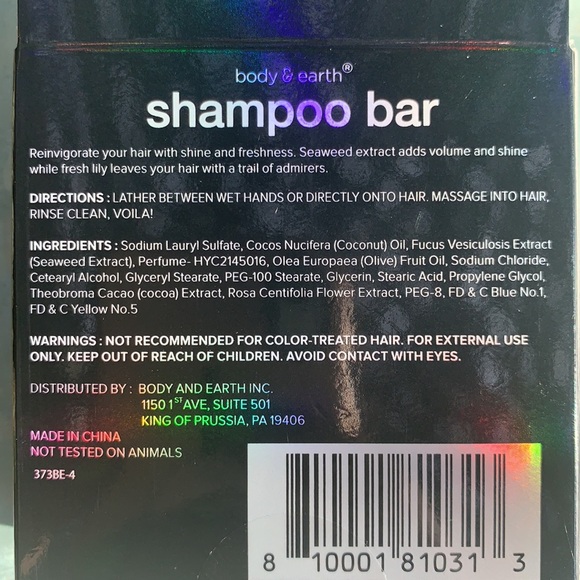 body & earth®
shampoo bar
Reinvigorate your hair with shine and freshness. Seaweed extract adds volume and shine
while fresh lily leaves your hair with a trail of admirers.
DIRECTIONS : LATHER BETWEEN WET HANDS OR DIRECTLY ONTO HAIR. MASSAGE INTO HAIR,
RINSE CLEAN, VOILA!
INGREDIENTS : Sodium Lauryl Sulfate, Cocos Nucifera (Coconut) Oil, Fucus Vesiculosis Extract
(Seaweed Extract), Perfume- HYC2145016, Olea Europaea (Olive) Fruit Oil, Sodium Chloride,
Cetearyl Alcohol, Glyceryl Stearate, PEG-100 Stearate, Glycerin, Stearic Acid, Propylene Glycol,
Theobroma Cacao (cocoa) Extract, Rosa Centifolia Flower Extract, PEG-8, FD & C Blue No.1,
FD & C Yellow No.5
WARNINGS : NOT RECOMMENDED FOR COLOR-TREATED HAIR. FOR EXTERNAL USE
ONLY. KEEP OUT OF REACH OF CHILDREN. AVOID CONTACT WITH EYES.
DISTRIBUTED BY : BODY AND EARTH INC.
1150 1ST AVE, SUITE 501
KING OF PRUSSIA, PA 19406
MADE IN CHINA
NOT TESTED ON ANIMALS
373BE-4
8 10001 81031 3